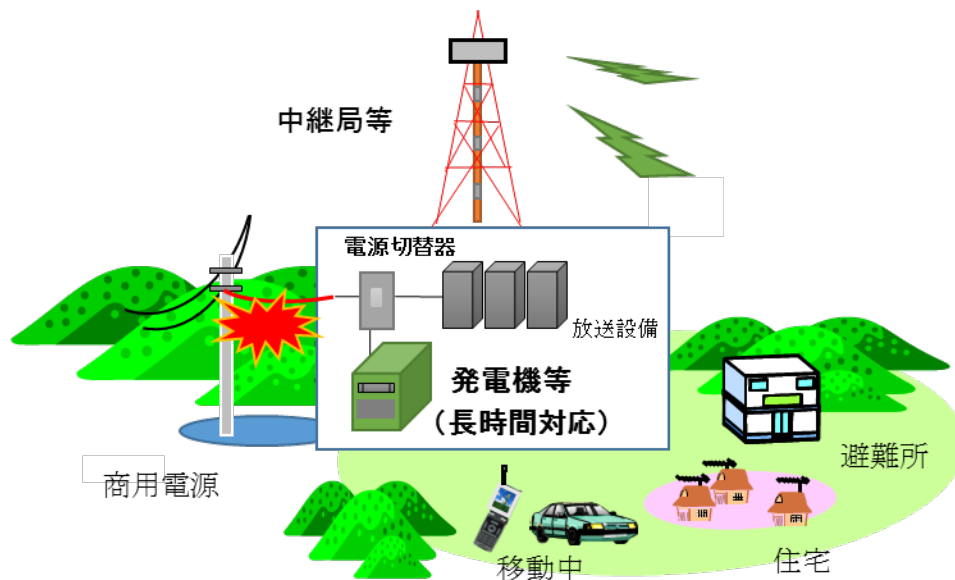 中継局等
電源切替器
放送設備
発電機等
（長時間対応）
商用電源
避難所
移動中
住宅